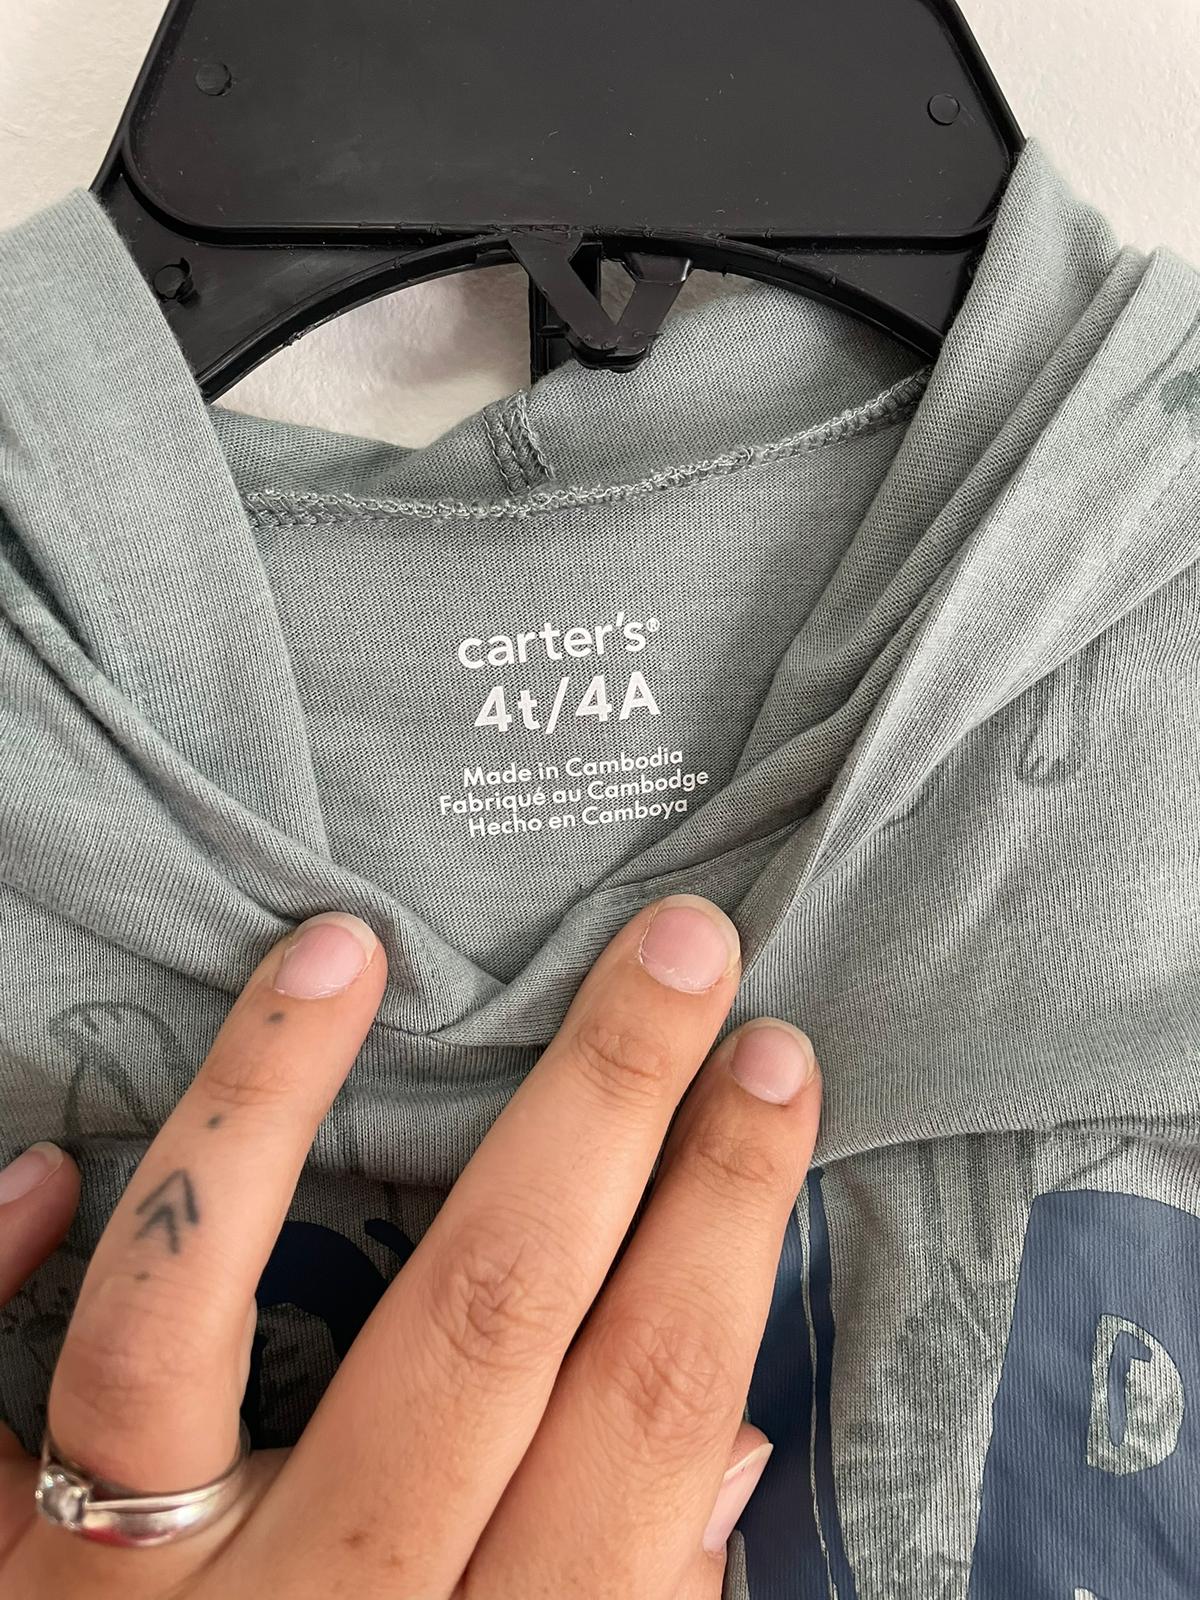 carter's®
4t/4A
Made in Cambodia
Fabriqué au Cambodge
Hecho en Camboya